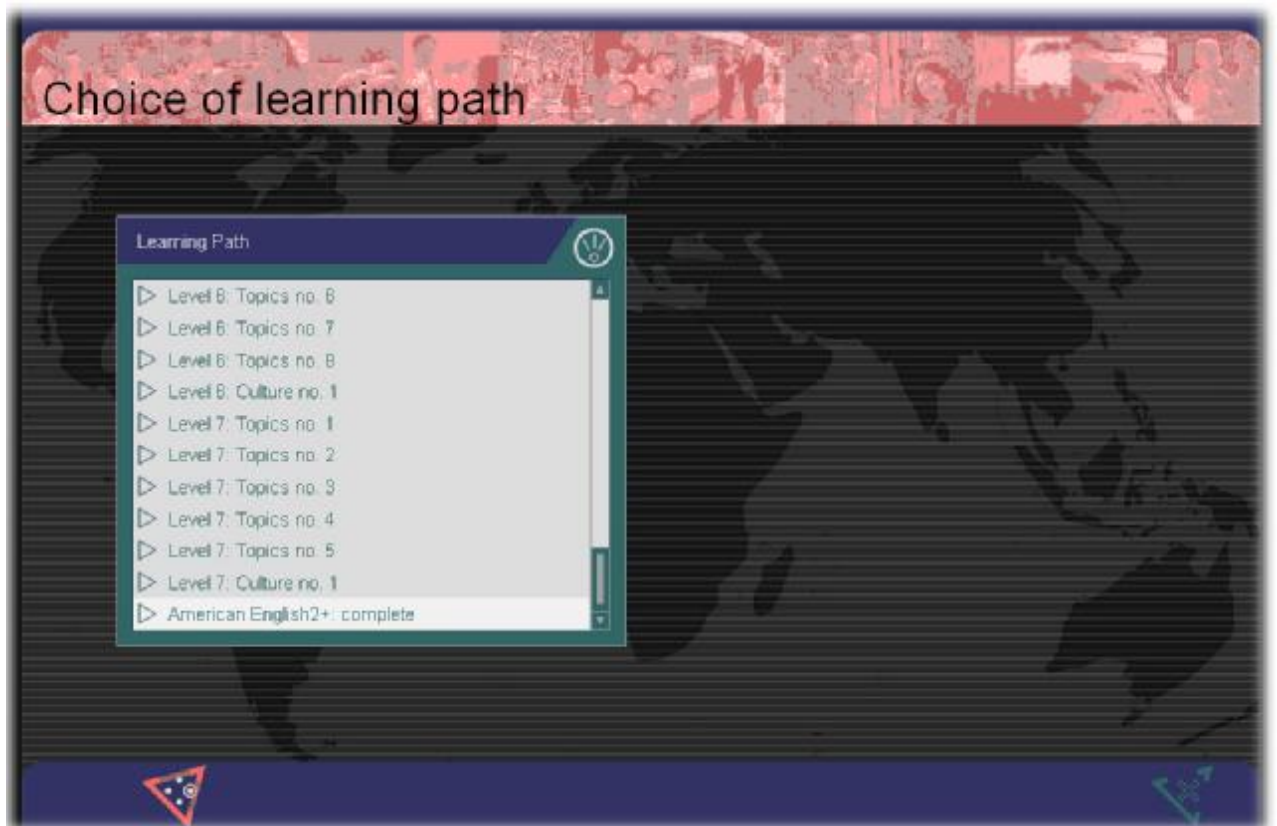 Choice of learning path
Learning Path
Level 6: Topics no. 6
Level 6: Topics no. 7
Level 6: Topics no. 8
Level 6: Culture no. 1
Level 7: Topics no. 1
Level 7: Topics no. 2
Level 7: Topics no. 3
Level 7: Topics no. 4
Level 7: Topics no. 5
Level 7: Culture no. 1
American English2+: complete